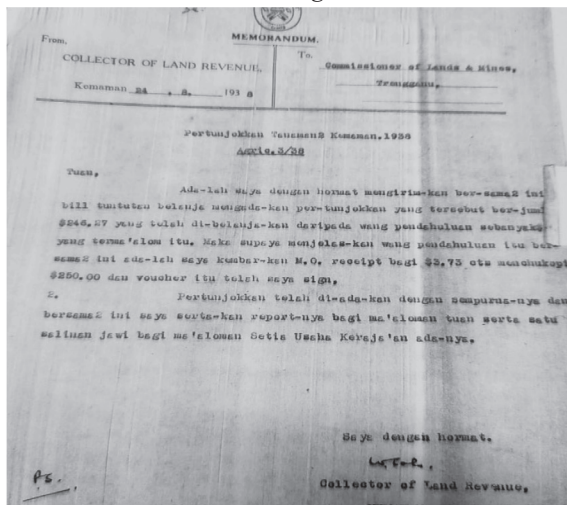 MEMORANDUM.
From,
COLLECTOR OF LAND REVENUE,
Kemaman 24 . 8. 1938
To.
Commissioner of Lands & Mines,
Trengganu,
Pertunjokkan Tanaman2 Kemaman.1938
Agric.3/38
Tuan,
Ada-lah saya dengan hormat mengirim-kan ber-sama2 ini
bill tuntutan belanja mengada-kan per-tunjokkan yang tersebut ber-juml
$246.27 yang telah di-belanja-kan daripada wang pendahuluan sebanyak
yang terma'alom itu. Maka supaya menjelas-kan wang pendahuluan itu ber-
sama2 ini ada-lah saya kembar-kan M.O. receipt bagi $3.73 cts menchukopi
$250.00 dan voucher itu telah saya sign.
2. Pertunjokkan telah di-ada-kan dengan sempurna-nya dan
bersama2 ini saya serta-kan report-nya bagi ma'aloman tuan serta satu
salinan jawi bagi ma'aloman Setia Usaha Keraja'an ada-nya.
Saya dengan hormat.
Collector of Land Revenue,
PS.